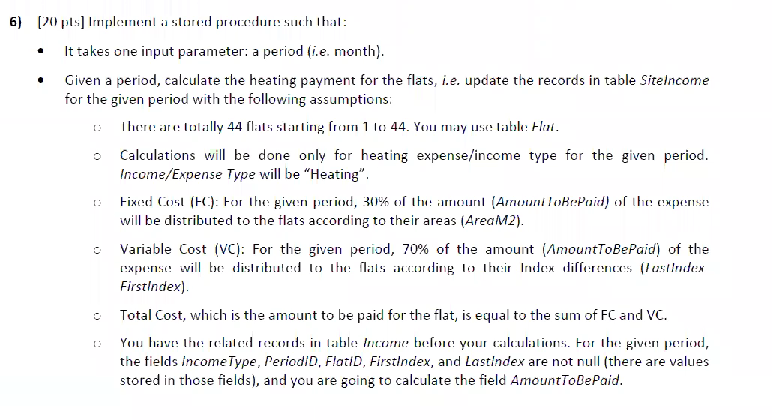 6) [20 pts] Implement a stored procedure such that:
• It takes one input parameter: a period (i.e. month).
• Given a period, calculate the heating payment for the flats, i.e. update the records in table SiteIncome
for the given period with the following assumptions:
o There are totally 44 flats starting from 1 to 44. You may use table Flat.
o Calculations will be done only for heating expense/income type for the given period.
Income/Expense Type will be “Heating”.
o Fixed Cost (FC): For the given period, 30% of the amount (AmountToBePaid) of the expense
will be distributed to the flats according to their areas (AreaM2).
o Variable Cost (VC): For the given period, 70% of the amount (AmountToBePaid) of the
expense will be distributed to the flats according to their Index differences (LastIndex
FirstIndex).
o Total Cost, which is the amount to be paid for the flat, is equal to the sum of FC and VC.
o You have the related records in table Income before your calculations. For the given period,
the fields IncomeType, PeriodID, FlatID, FirstIndex, and LastIndex are not null (there are values
stored in those fields), and you are going to calculate the field AmountToBePaid.